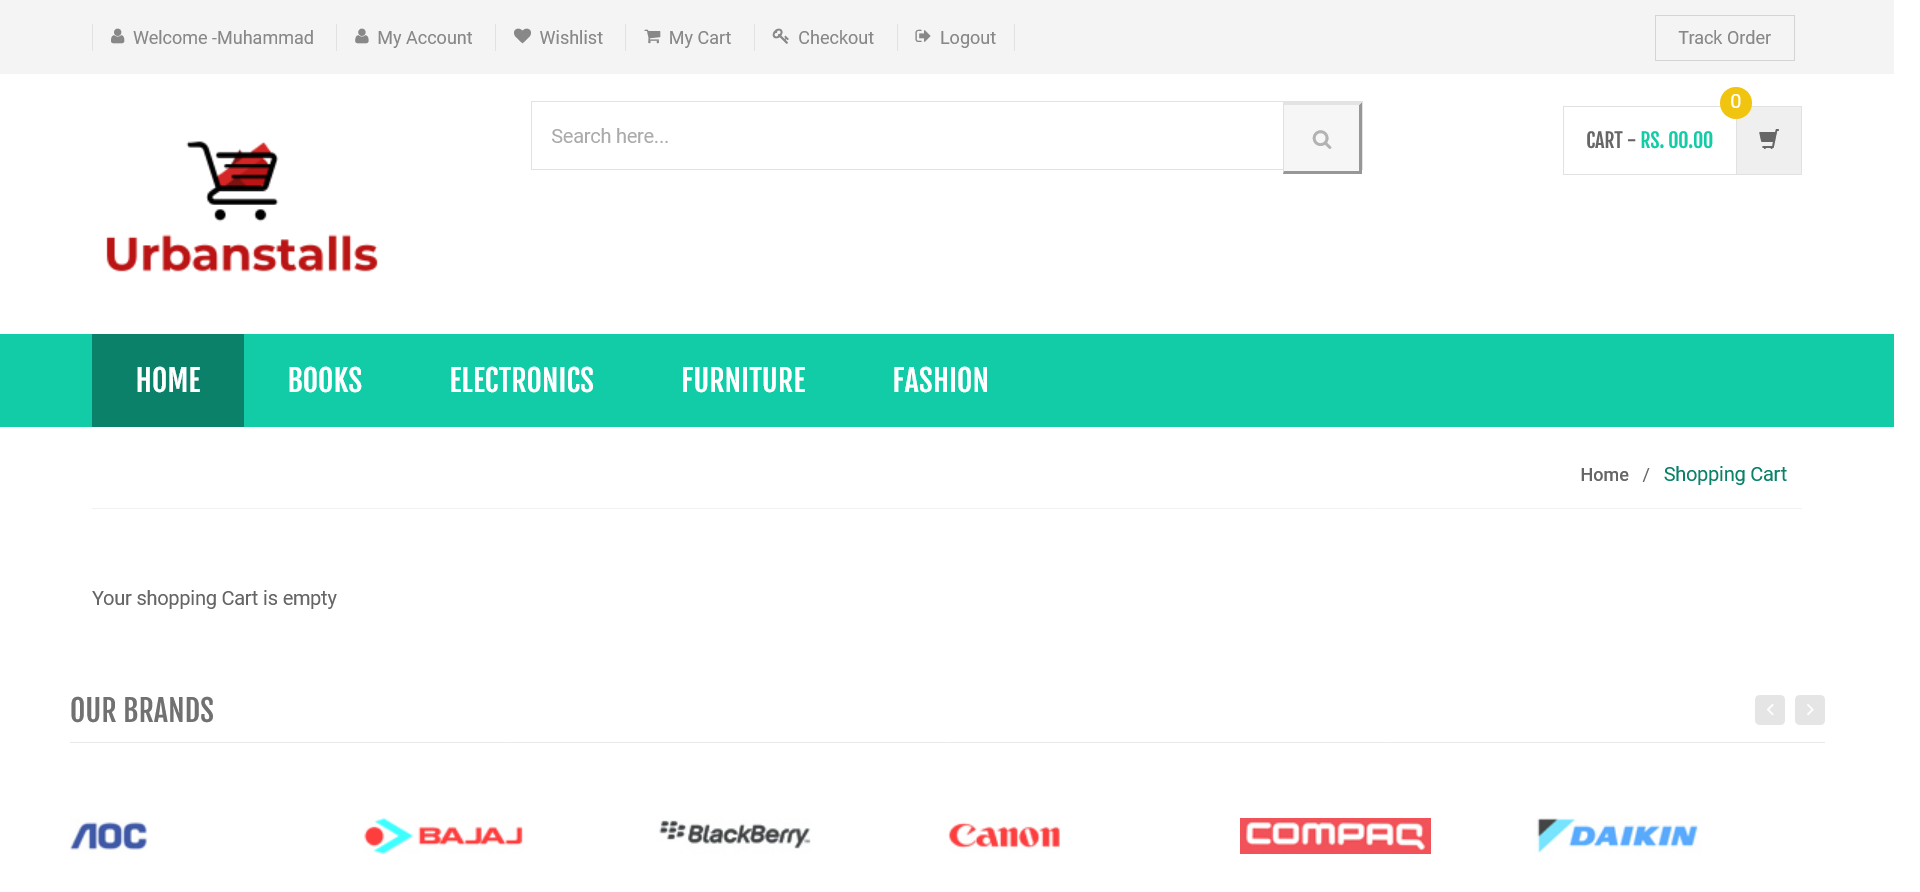 Welcome -Muhammad My Account Wishlist My Cart Checkout Logout Track Order
Search here...
0
CART - RS. 00.00
Urbanstalls
HOME BOOKS ELECTRONICS FURNITURE FASHION
Home / Shopping Cart
Your shopping Cart is empty
OUR BRANDS
AOC BAJAJ BlackBerry Canon COMPAQ DAIKIN